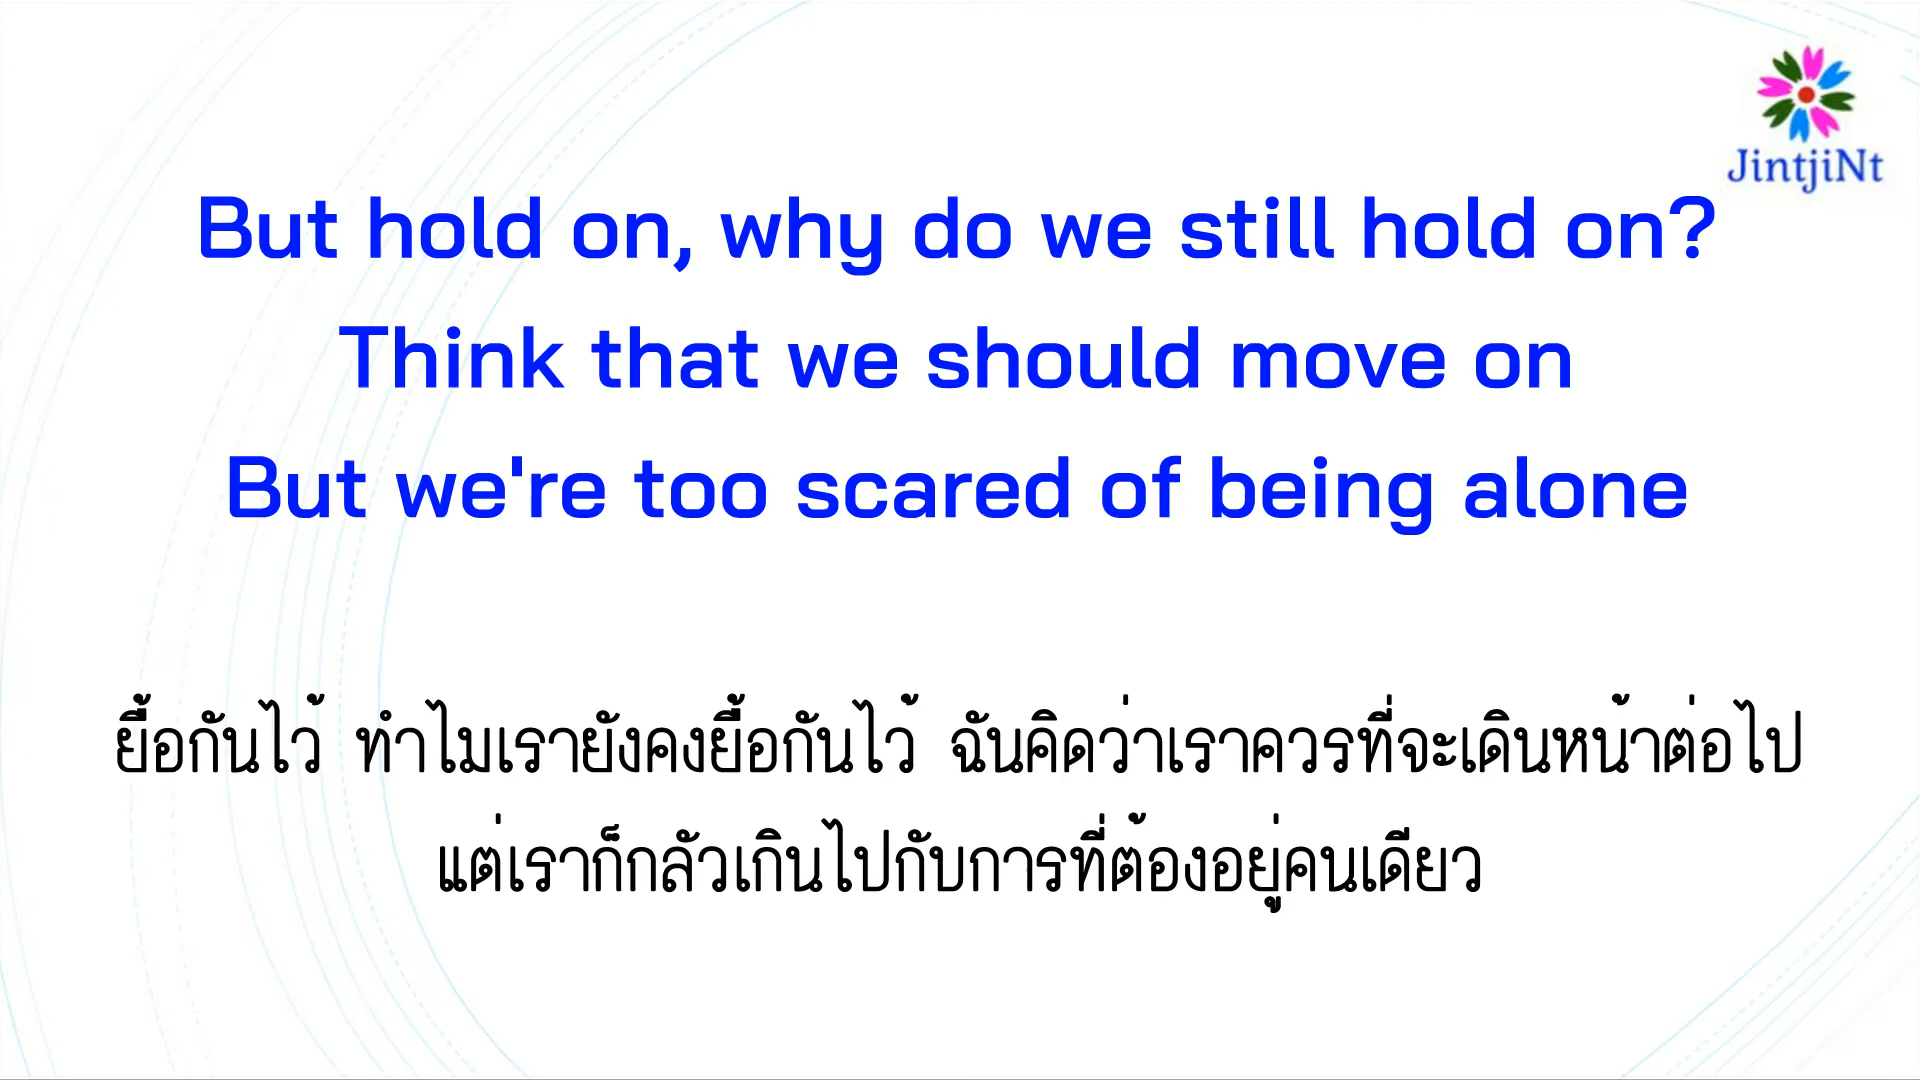 JintjiNt
But hold on, why do we still hold on?
Think that we should move on
But we're too scared of being alone
ยื้อกันไว้ ทำไมเรายังคงยื้อกันไว้ ฉันคิดว่าเราควรที่จะเดินหน้าต่อไป
แต่เราก็กลัวเกินไปกับการที่ต้องอยู่คนเดียว